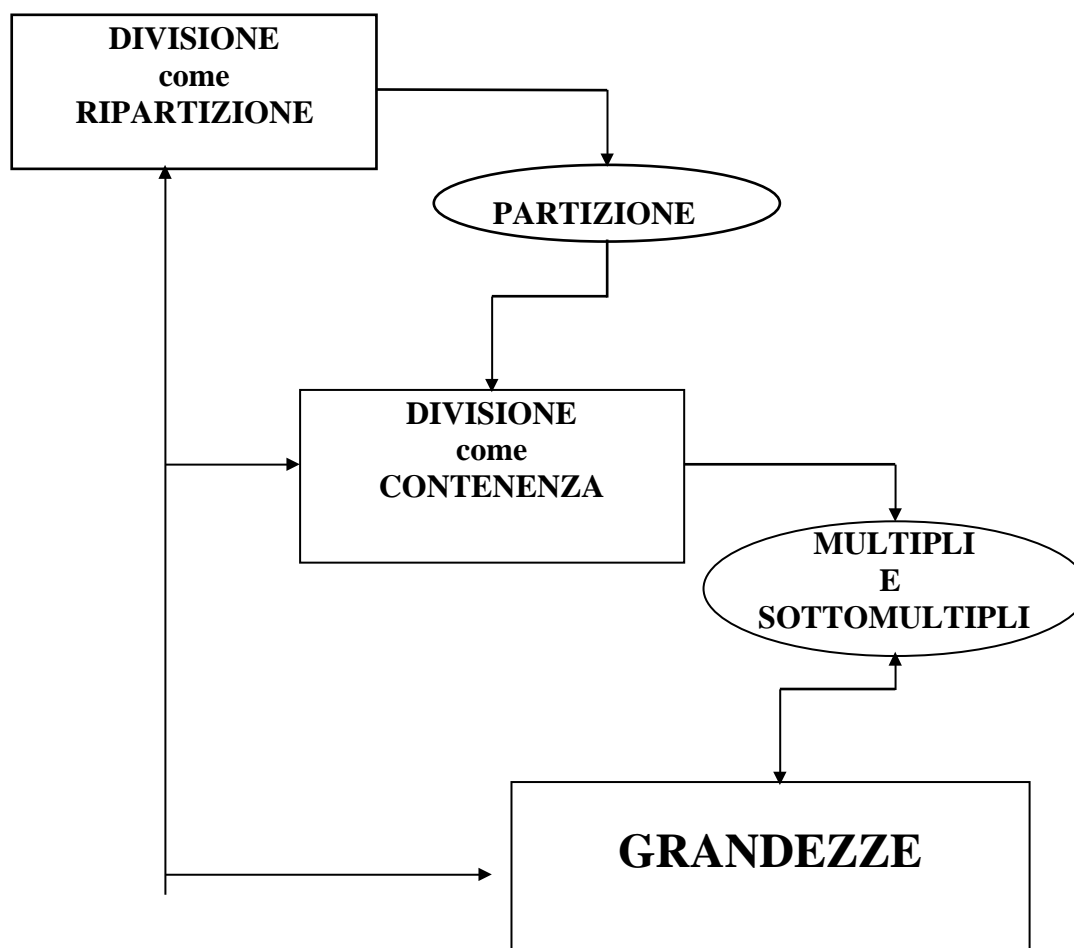 DIVISIONE
come
RIPARTIZIONE
PARTIZIONE
DIVISIONE
come
CONTENENZA
MULTIPLI
E
SOTTOMULTIPLI
GRANDEZZE